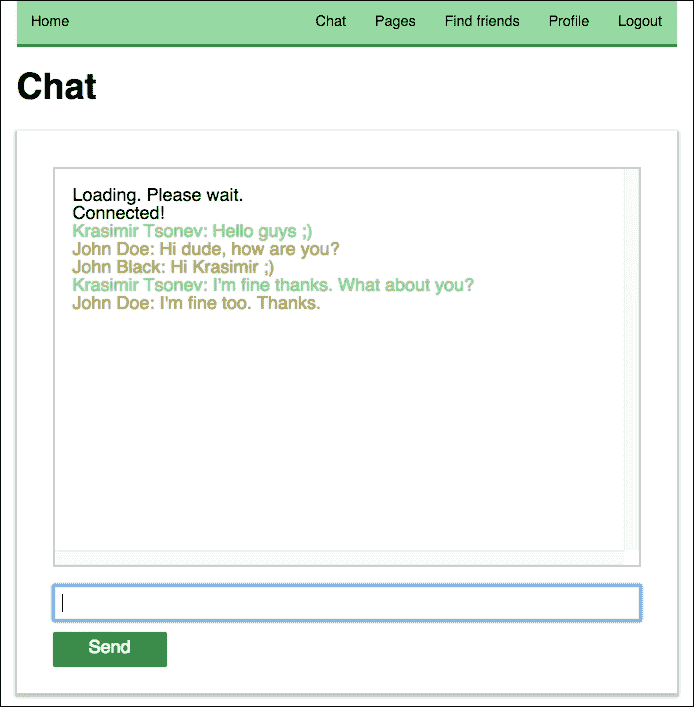 Home Chat Pages Find friends Profile Logout
Chat
Loading. Please wait.
Connected!
Krasimir Tsonev: Hello guys ;)
John Doe: Hi dude, how are you?
John Black: Hi Krasimir ;)
Krasimir Tsonev: I'm fine thanks. What about you?
John Doe: I'm fine too. Thanks.
Send